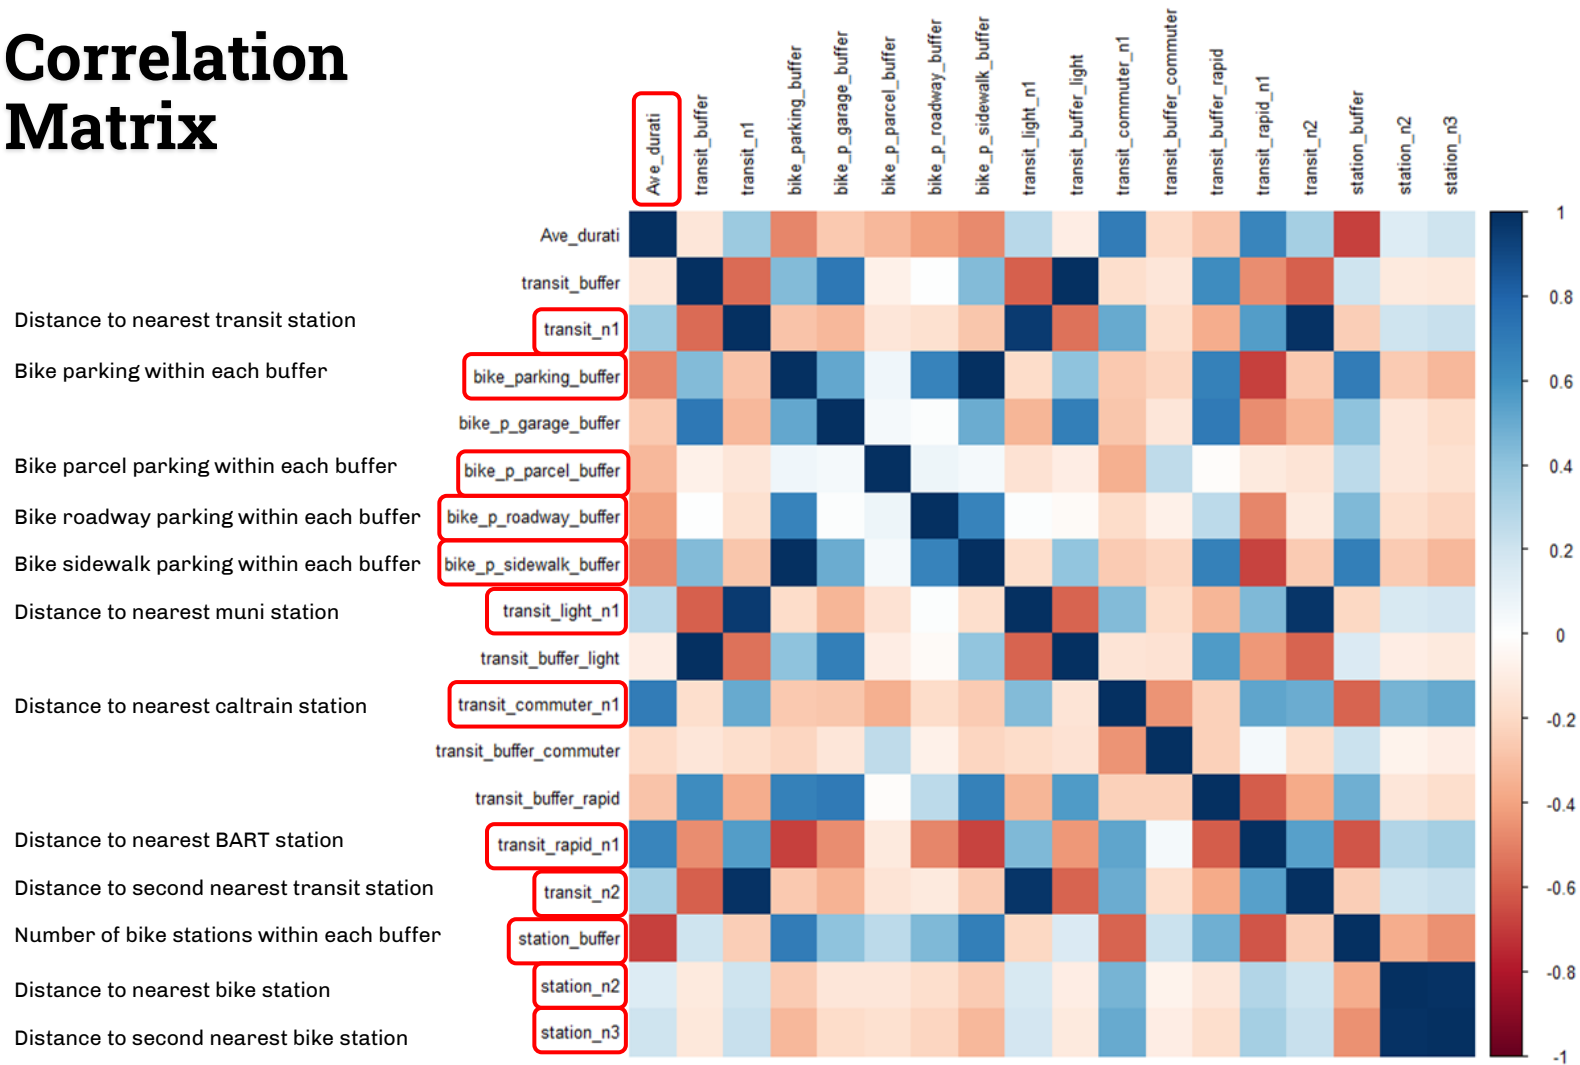 Correlation
Matrix
Ave_durati
transit_buffer
transit_n1
bike_parking_buffer
bike_p_garage_buffer
bike_p_parcel_buffer
bike_p_roadway_buffer
bike_p_sidewalk_buffer
transit_light_n1
transit_buffer_light
transit_commuter_n1
transit_buffer_commuter
transit_buffer_rapid
transit_rapid_n1
transit_n2
station_buffer
station_n2
station_n3
Ave_durati
transit_buffer
Distance to nearest transit station
transit_n1
Bike parking within each buffer
bike_parking_buffer
bike_p_garage_buffer
Bike parcel parking within each buffer
bike_p_parcel_buffer
Bike roadway parking within each buffer
bike_p_roadway_buffer
Bike sidewalk parking within each buffer
bike_p_sidewalk_buffer
Distance to nearest muni station
transit_light_n1
transit_buffer_light
Distance to nearest caltrain station
transit_commuter_n1
transit_buffer_commuter
transit_buffer_rapid
Distance to nearest BART station
transit_rapid_n1
Distance to second nearest transit station
transit_n2
Number of bike stations within each buffer
station_buffer
Distance to nearest bike station
station_n2
Distance to second nearest bike station
station_n3
1
0.8
0.6
0.4
0.2
0
-0.2
-0.4
-0.6
-0.8
-1